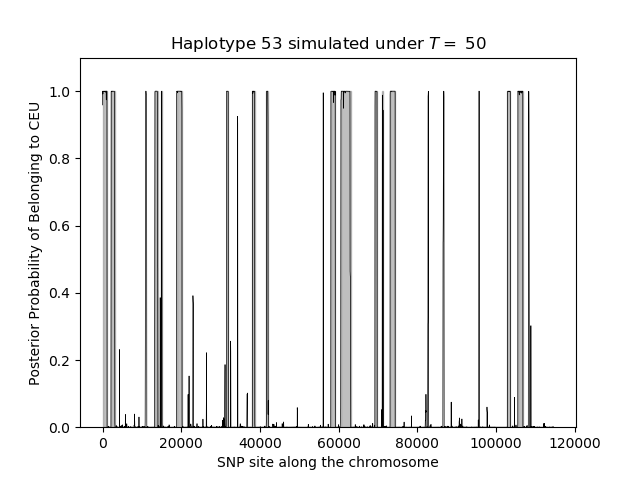 Haplotype 53 simulated under T = 50
Posterior Probability of Belonging to CEU
1.0
0.8
0.6
0.4
0.2
0.0
0 20000 40000 60000 80000 100000 120000
SNP site along the chromosome